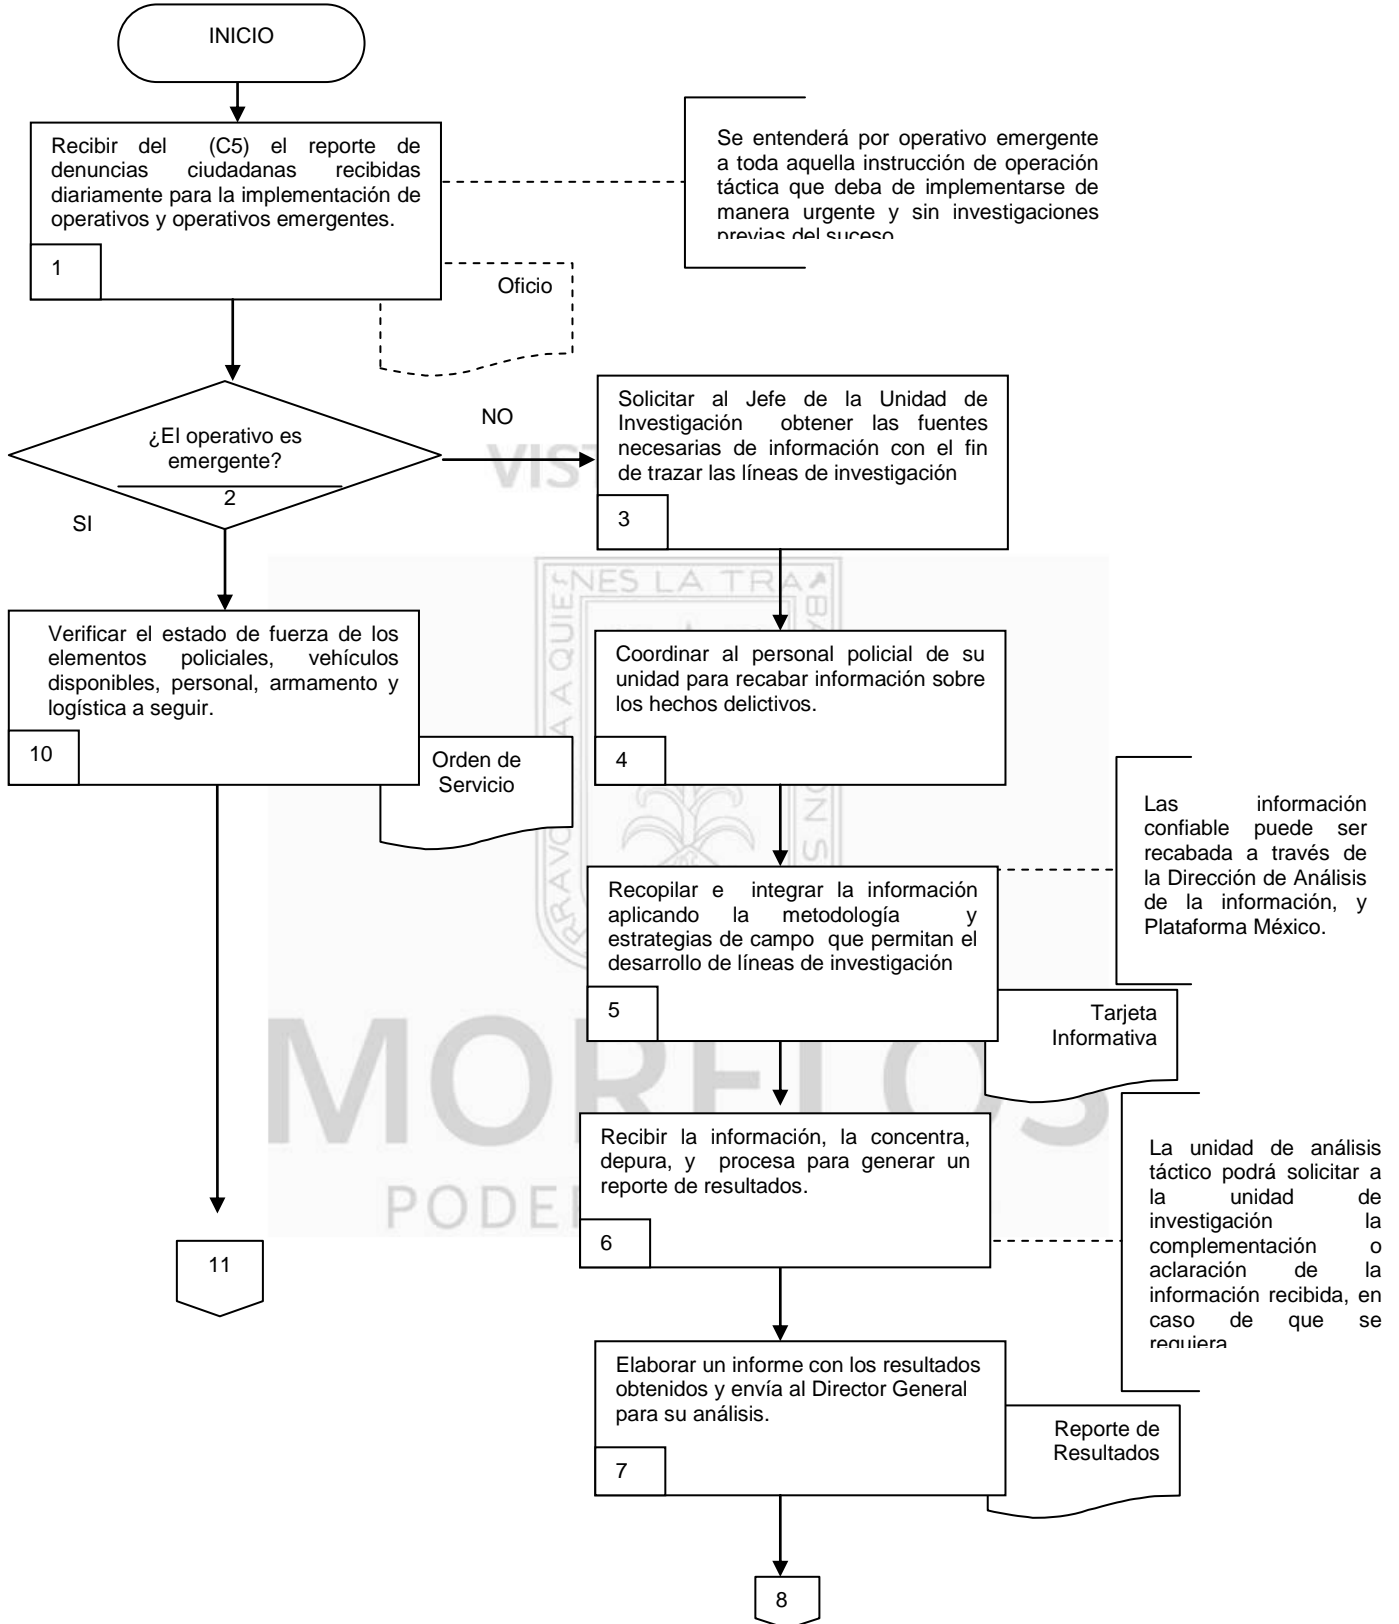 INICIO
Recibir del (C5) el reporte de
denuncias ciudadanas recibidas
diariamente para la implementación de
operativos y operativos emergentes.
1
Se entenderá por operativo emergente
a toda aquella instrucción de operación
táctica que deba de implementarse de
manera urgente y sin investigaciones
previas del suceso
Oficio
¿El operativo es
emergente?
2
NO
SI
Solicitar al Jefe de la Unidad de
Investigación obtener las fuentes
necesarias de información con el fin
de trazar las líneas de investigación
3
VIS
Verificar el estado de fuerza de los
elementos policiales, vehículos
disponibles, personal, armamento y
logística a seguir.
10
Orden de
Servicio
Coordinar al personal policial de su
unidad para recabar información sobre
los hechos delictivos.
4
Las información
confiable puede ser
recabada a través de
la Dirección de Análisis
de la información, y
Plataforma México.
Recopilar e integrar la información
aplicando la metodología y
estrategias de campo que permitan el
desarrollo de líneas de investigación
5
Tarjeta
Informativa
MORELOS
PODE
Recibir la información, la concentra,
depura, y procesa para generar un
reporte de resultados.
6
La unidad de análisis
táctico podrá solicitar a
la unidad de
investigación la
complementación o
aclaración de la
información recibida, en
caso de que se
requiera
11
Elaborar un informe con los resultados
obtenidos y envía al Director General
para su análisis.
7
Reporte de
Resultados
8